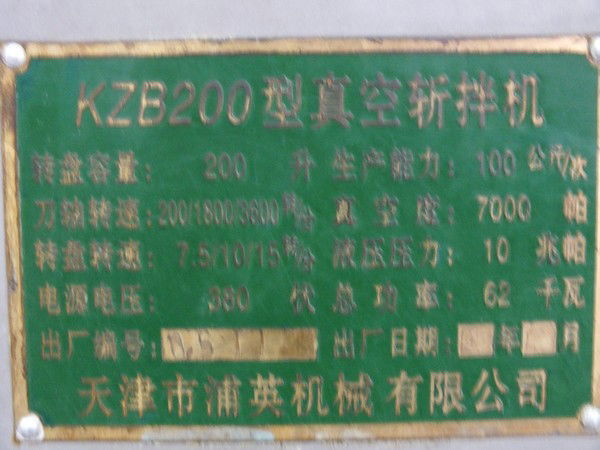 KZB200型真空斩拌机
转盘容量: 200 升 生产能力: 100 公斤/次
刀轴转速: 200/1800/3600 转/分 真空度: 7000 帕
转盘转速: 7.5/10/15 转/分 液压压力: 10 兆帕
电源电压: 380 伏 总功率: 62 千瓦
出厂编号: 出厂日期: 年 月
天津市浦英机械有限公司